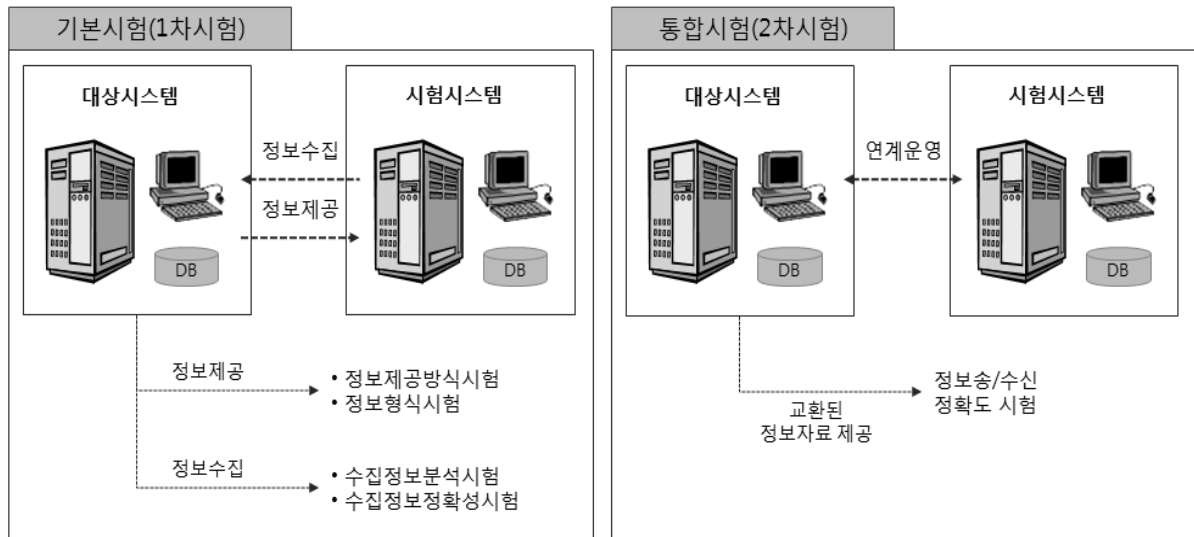 기본시험(1차시험)
대상시스템
시험시스템
정보수집
정보제공
DB
DB
정보제공
• 정보제공방식시험
• 정보형식시험
정보수집
• 수집정보분석시험
• 수집정보정확성시험
통합시험(2차시험)
대상시스템
시험시스템
연계운영
DB
DB
교환된
정보자료 제공
정보송/수신
정확도 시험